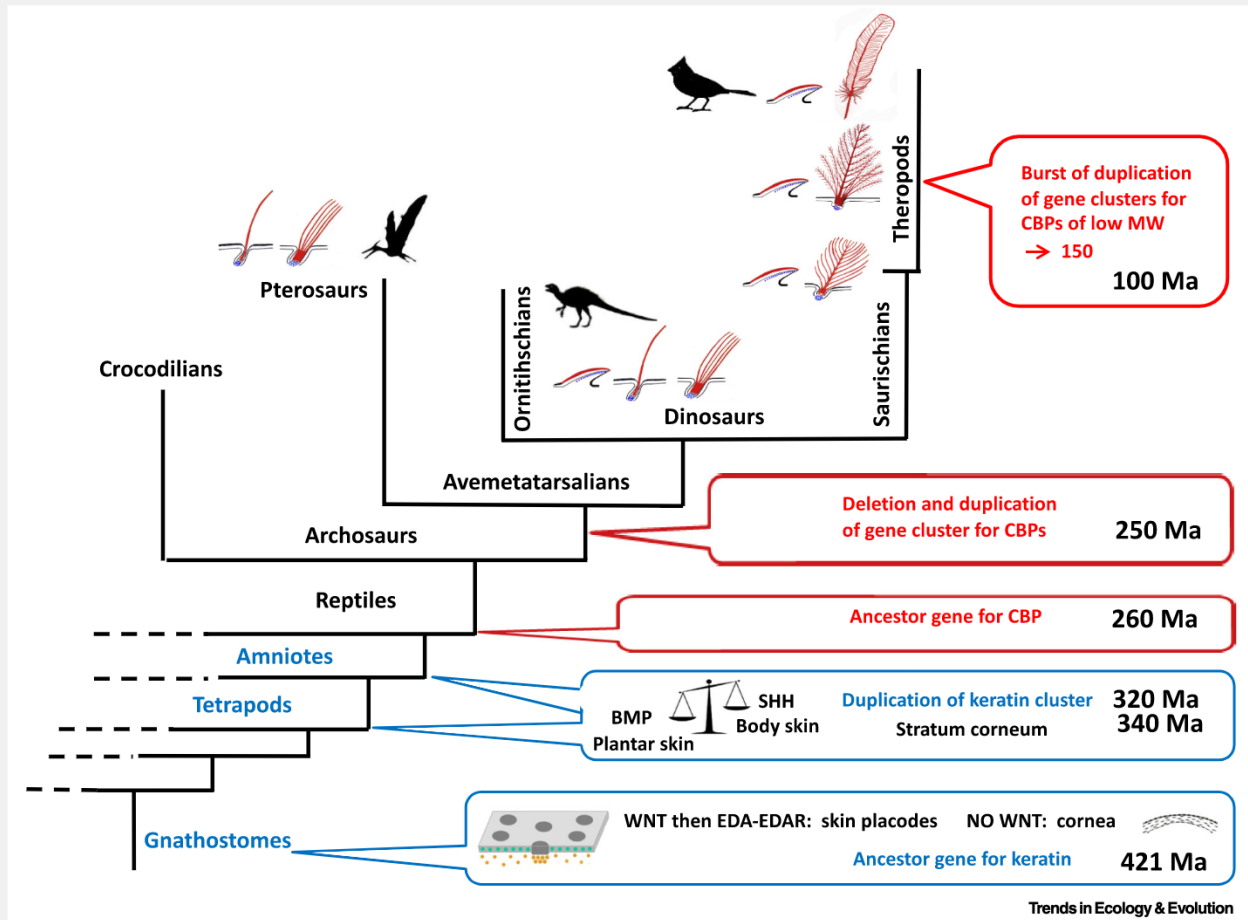 Theropods
Burst of duplication
of gene clusters for
CBPs of low MW
→ 150
100 Ma
Pterosaurs
Ornitihschians
Saurischians
Crocodilians
Dinosaurs
Avemetatarsalians
Deletion and duplication
of gene cluster for CBPs
250 Ma
Archosaurs
Reptiles
Ancestor gene for CBP
260 Ma
Amniotes
Tetrapods
BMP
Plantar skin
SHH
Body skin
Duplication of keratin cluster
320 Ma
Stratum corneum
340 Ma
Gnathostomes
WNT then EDA-EDAR: skin placodes
NO WNT: cornea
Ancestor gene for keratin
421 Ma
Trends in Ecology & Evolution